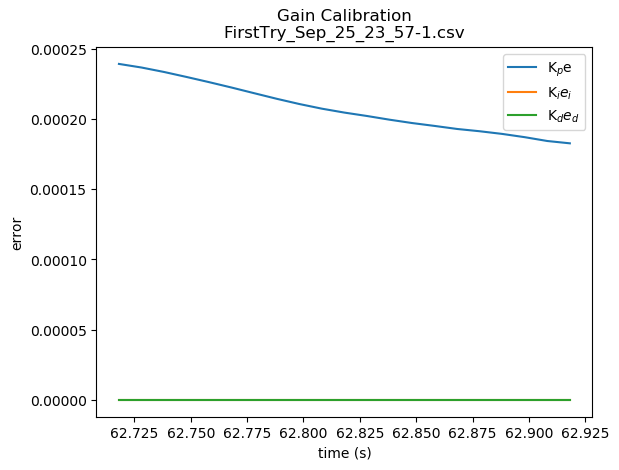 Gain Calibration
FirstTry_Sep_25_23_57-1.csv
0.00025
0.00020
0.00015
0.00010
0.00005
0.00000
error
Kₚe
Kᵢeᵢ
K_de_d
62.725 62.750 62.775 62.800 62.825 62.850 62.875 62.900 62.925
time (s)